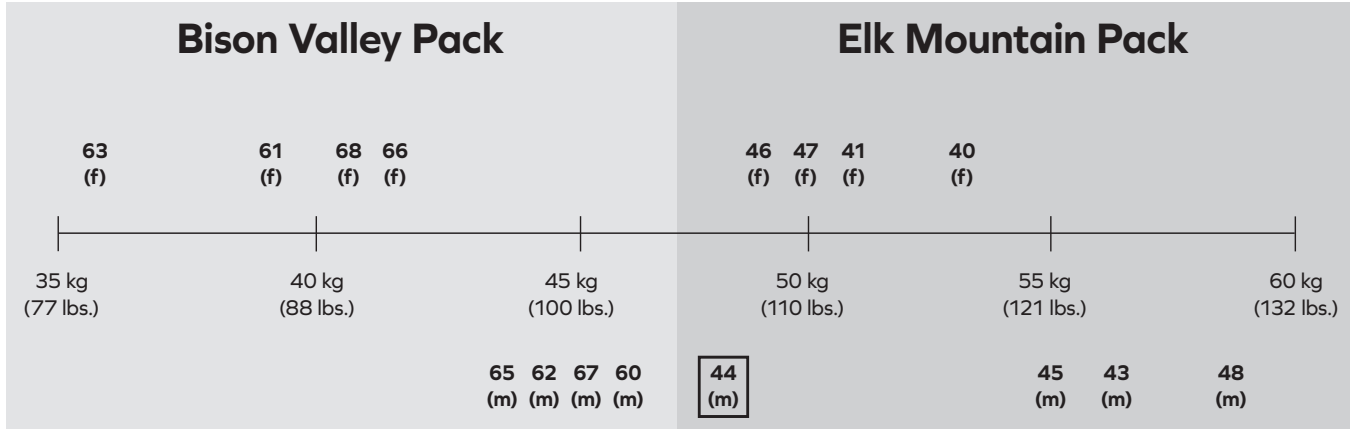 Bison Valley Pack
Elk Mountain Pack
63 61 68 66 46 47 41 40
(f) (f) (f) (f) (f) (f) (f) (f)
35 kg 40 kg 45 kg 50 kg 55 kg 60 kg
(77 lbs.) (88 lbs.) (100 lbs.) (110 lbs.) (121 lbs.) (132 lbs.)
65 62 67 60 44 45 43 48
(m) (m) (m) (m) (m) (m) (m) (m)